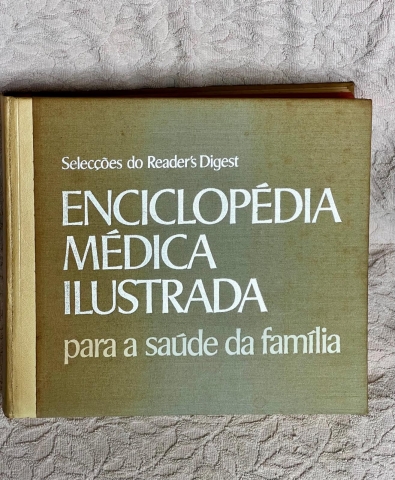 Selecções do Reader's Digest
ENCICLOPÉDIA
MÉDICA
ILUSTRADA
para a saúde da família